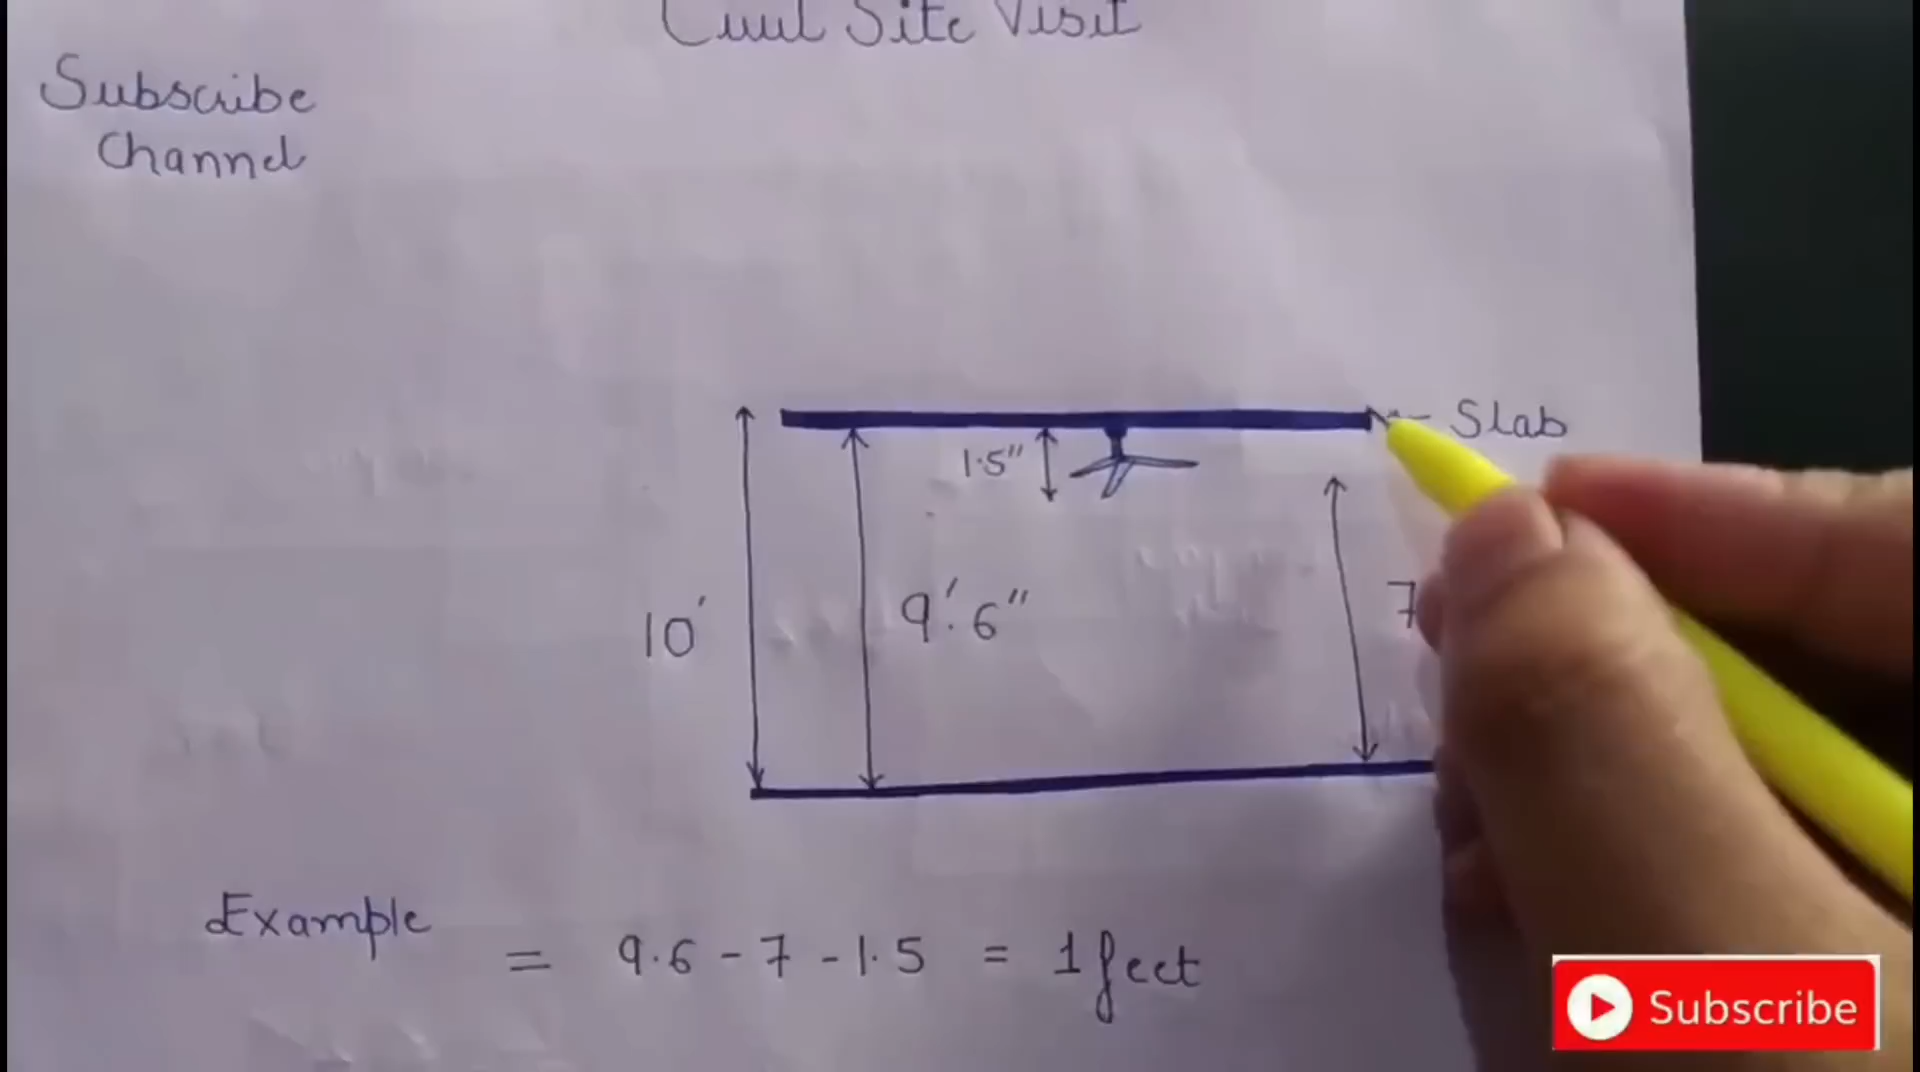 Civil Site Visit
Subscribe
Channel
Slab
1.5"
10'
9'.6"
7
Example
= 9.6 - 7 - 1.5 = 1 feet
Subscribe